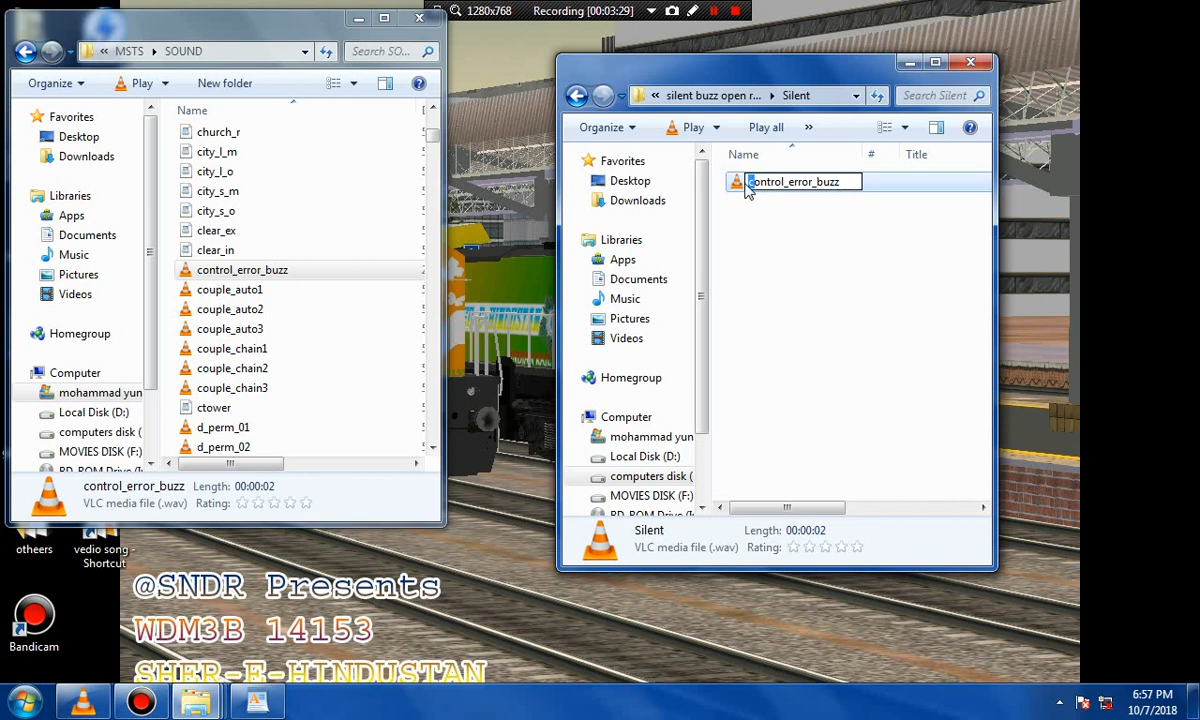 1280x768 Recording [00:03:29]
« MSTS SOUND Search SO...
Organize Play New folder
Name
Favorites
Desktop
Downloads
Libraries
Apps
Documents
Music
Pictures
Videos
Homegroup
Computer
mohammad yun
Local Disk (D:)
computers disk (
MOVIES DISK (F:)
church_r
city_l_m
city_l_o
city_s_m
city_s_o
clear_ex
clear_in
control_error_buzz
couple_auto1
couple_auto2
couple_auto3
couple_chain1
couple_chain2
couple_chain3
ctower
d_perm_01
d_perm_02
control_error_buzz Length: 00:00:02
VLC media file (.wav) Rating:
« silent buzz open r... Silent Search Silent
Organize Play Play all »
Name # Title
Favorites
Desktop
Downloads
Libraries
Apps
Documents
Music
Pictures
Videos
Homegroup
Computer
mohammad yun
Local Disk (D:)
computers disk (
MOVIES DISK (F:)
control_error_buzz
Silent Length: 00:00:02
VLC media file (.wav) Rating:
otheers
vedio song -
Shortcut
Bandicam
@SNDR Presents
WDM3B 14153
SHER-E-HINDUSTAN
6:57 PM
10/7/2018